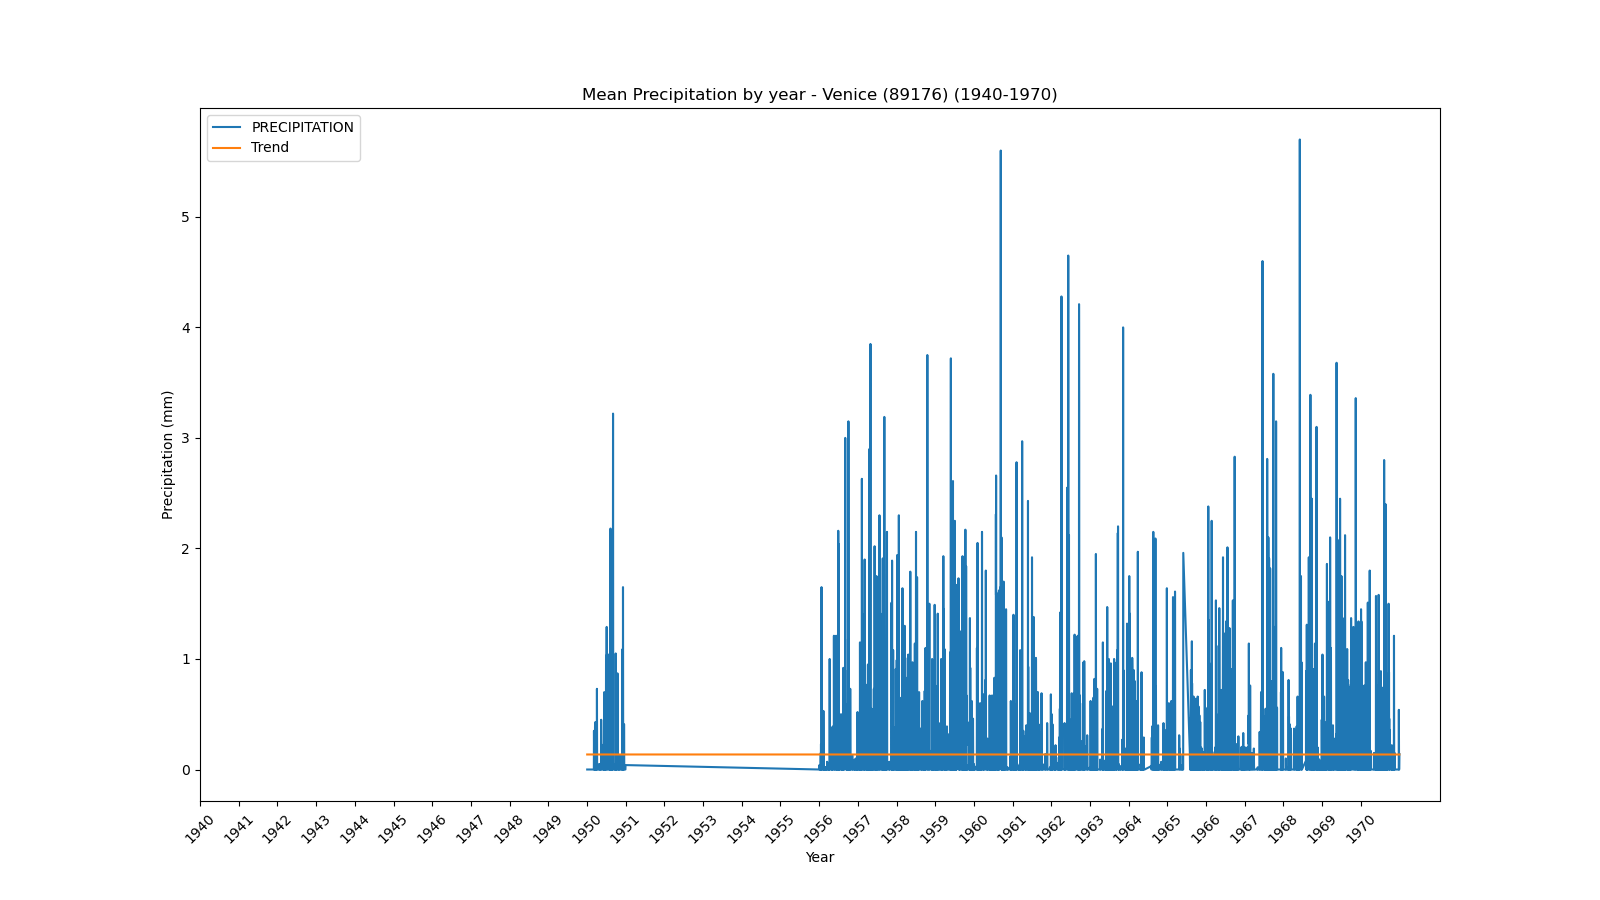 Mean Precipitation by year - Venice (89176) (1940-1970)
PRECIPITATION
Trend
Precipitation (mm)
5
4
3
2
1
0
1940 1941 1942 1943 1944 1945 1946 1947 1948 1949 1950 1951 1952 1953 1954 1955 1956 1957 1958 1959 1960 1961 1962 1963 1964 1965 1966 1967 1968 1969 1970
Year